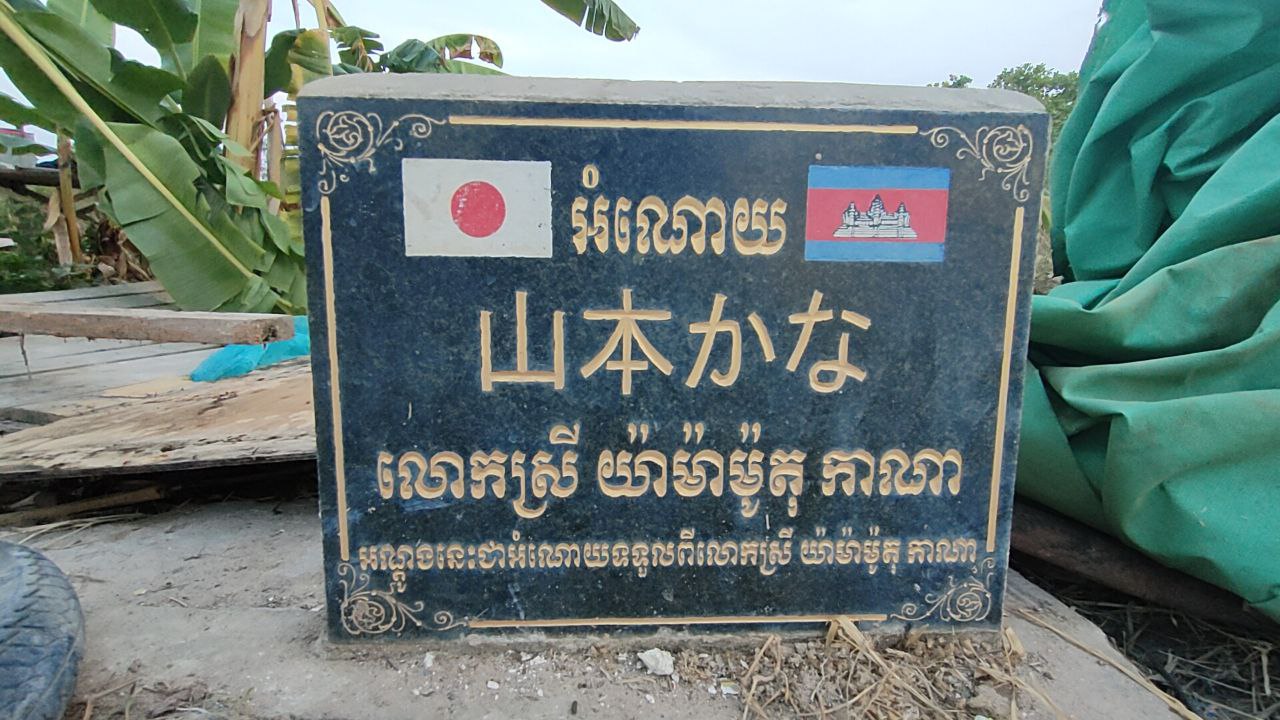 អំណោយ
山本かな
លោកស្រី យ៉ាម៉ាម៉ូតុ កាណា
អណ្តូងនេះជាអំណោយទទួលពីលោកស្រី យ៉ាម៉ាម៉ូតុ កាណា